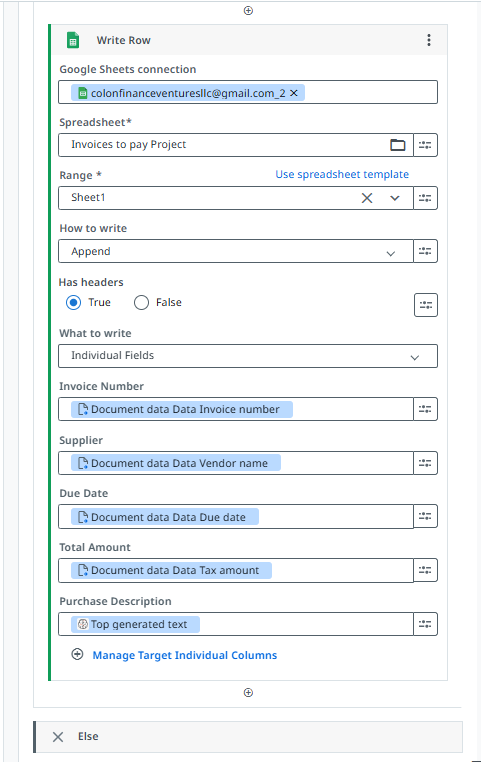 Write Row
Google Sheets connection
colonfinanceventuresllc@gmail.com_2
Spreadsheet*
Invoices to pay Project
Range * Use spreadsheet template
Sheet1
How to write
Append
Has headers
True False
What to write
Individual Fields
Invoice Number
Document data Data Invoice number
Supplier
Document data Data Vendor name
Due Date
Document data Data Due date
Total Amount
Document data Data Tax amount
Purchase Description
Top generated text
Manage Target Individual Columns
Else